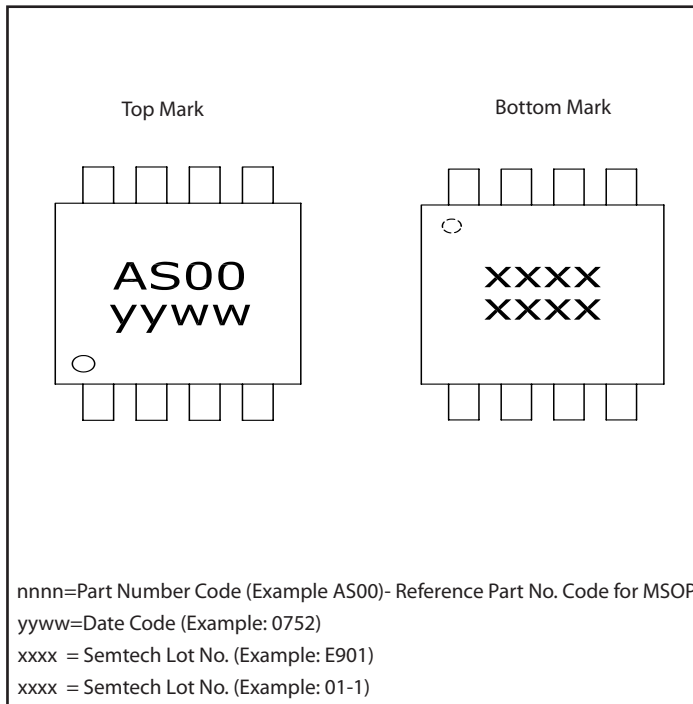 Top Mark
Bottom Mark
AS00
yyww
xxxx
xxxx
nnnn=Part Number Code (Example AS00)- Reference Part No. Code for MSOP
yyww=Date Code (Example: 0752)
xxxx = Semtech Lot No. (Example: E901)
xxxx = Semtech Lot No. (Example: 01-1)